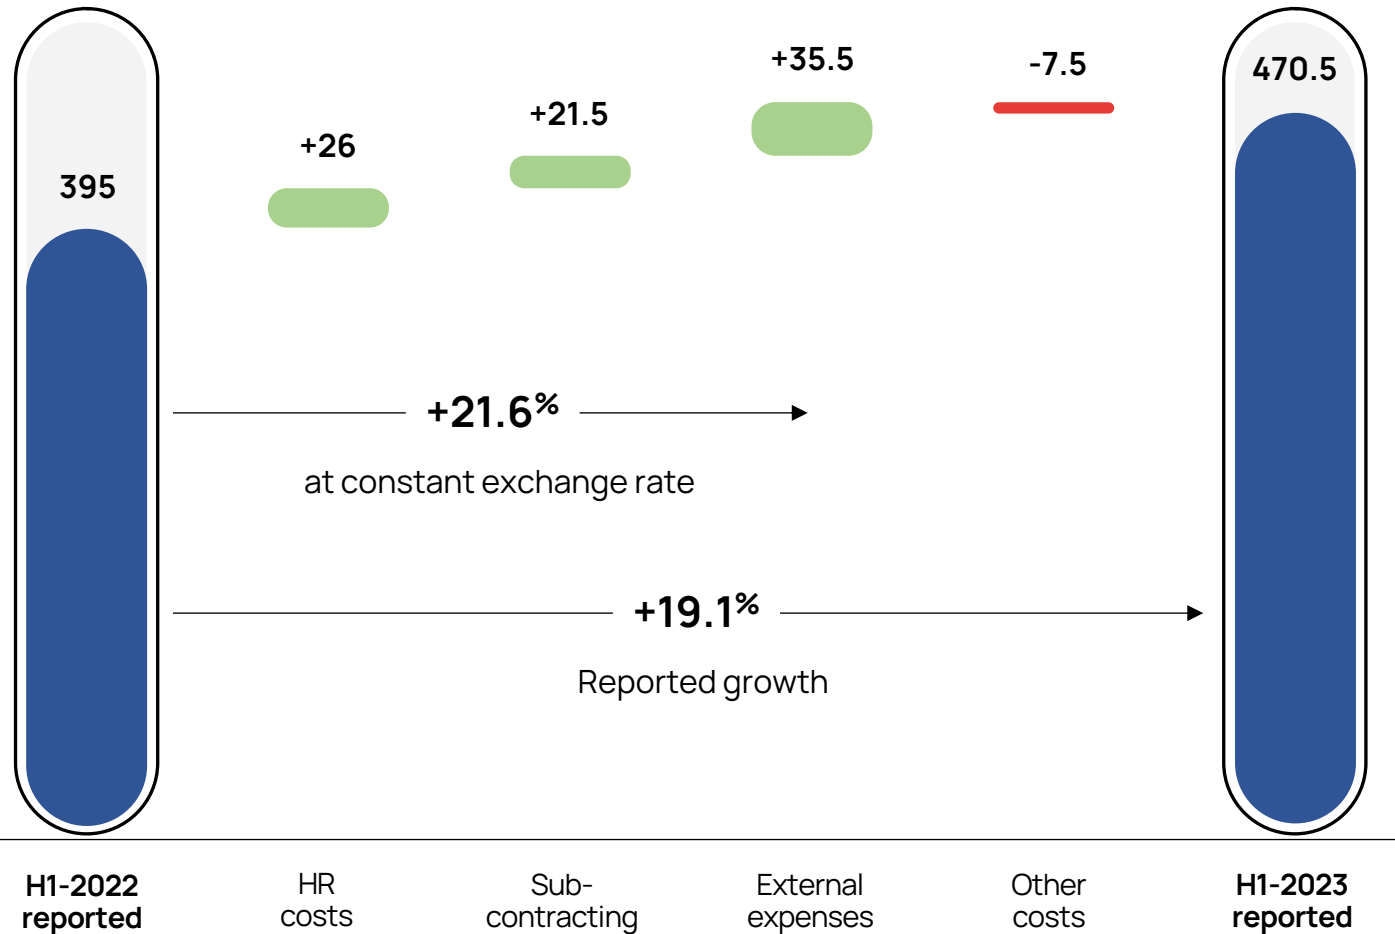 +35.5
-7.5
470.5
+21.5
+26
395
+21.6%
at constant exchange rate
+19.1%
Reported growth
H1-2022
reported
HR
costs
Sub-
contracting
External
expenses
Other
costs
H1-2023
reported